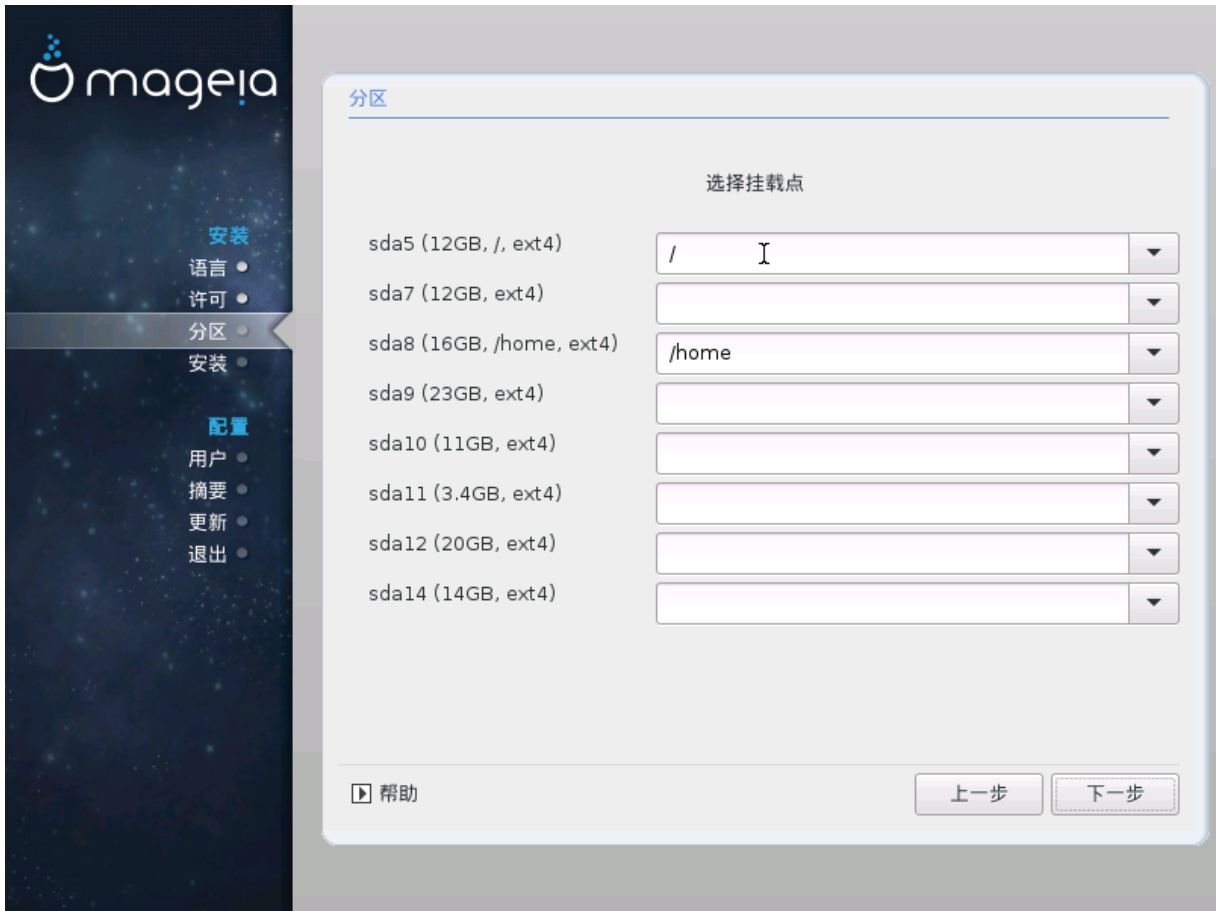 mageia
安装
语言
许可
分区
安装
配置
用户
摘要
更新
退出
分区
选择挂载点
sda5 (12GB, /, ext4)
/
sda7 (12GB, ext4)
sda8 (16GB, /home, ext4)
/home
sda9 (23GB, ext4)
sda10 (11GB, ext4)
sda11 (3.4GB, ext4)
sda12 (20GB, ext4)
sda14 (14GB, ext4)
帮助
上一步
下一步